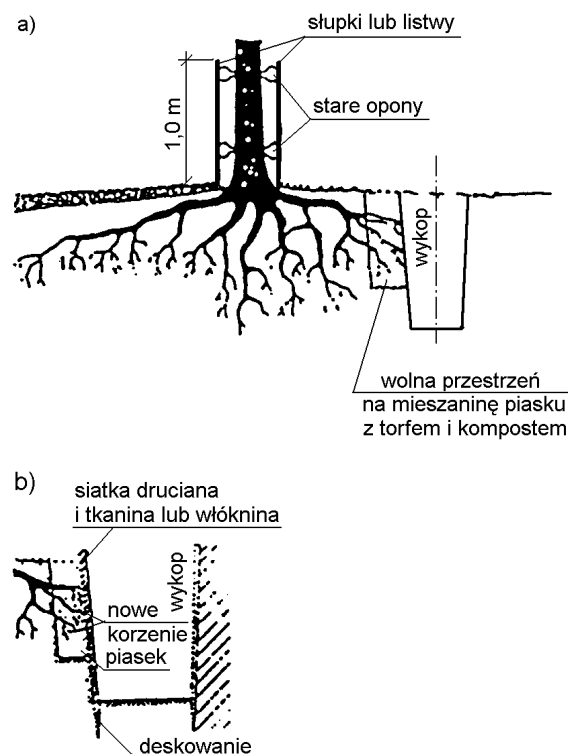 a)
słupki lub listwy
stare opony
1,0 m
wykop
wolna przestrzeń
na mieszaninę piasku
z torfem i kompostem
b)
siatka druciana
i tkanina lub włóknina
wykop
nowe
korzenie
piasek
deskowanie